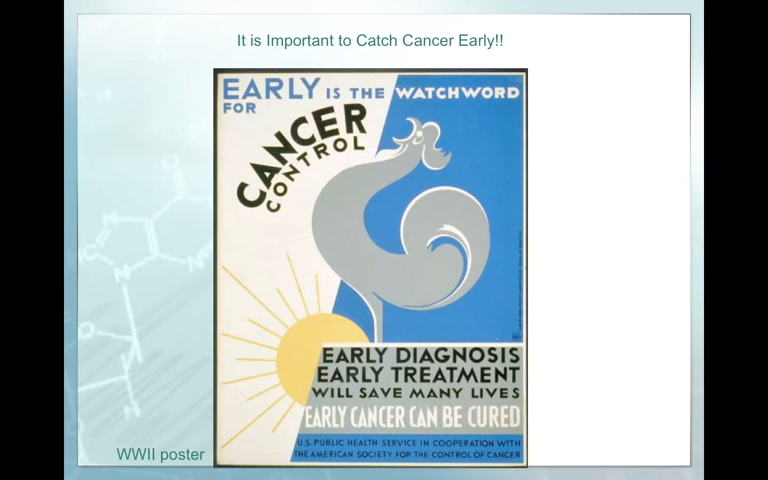 It is Important to Catch Cancer Early!!
EARLY IS THE WATCHWORD
FOR
CANCER
CONTROL
EARLY DIAGNOSIS
EARLY TREATMENT
WILL SAVE MANY LIVES
EARLY CANCER CAN BE CURED
U.S. PUBLIC HEALTH SERVICE IN COOPERATION WITH
THE AMERICAN SOCIETY FOR THE CONTROL OF CANCER
WWII poster